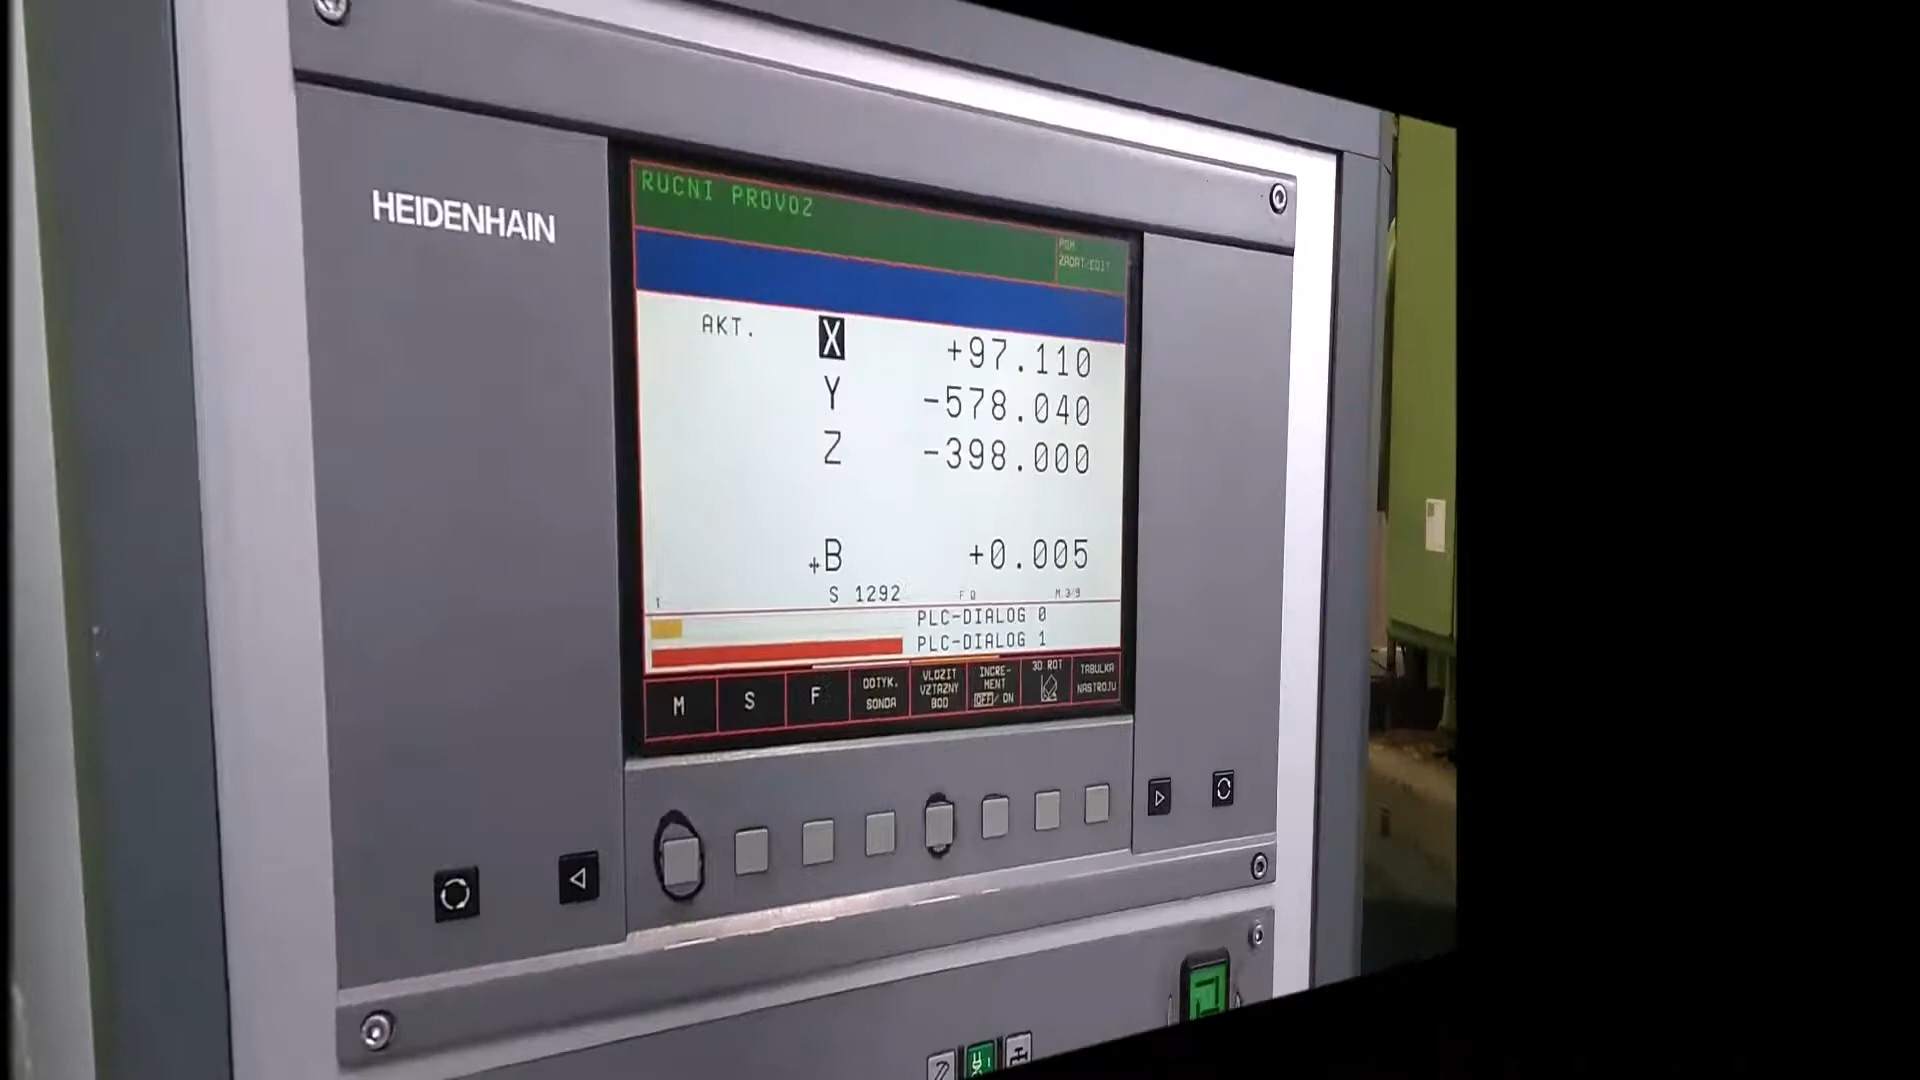 HEIDENHAIN
RUCNI PROVOZ
PGM
ZADAT/EDIT
AKT. X +97.110
Y -578.040
Z -398.000
B +0.005
S 1292 F 0 M 3/9
1
PLC-DIALOG 0
PLC-DIALOG 1
M
S
F
DOTYK.
SONDA
VLOZIT
VZTAZNY
BOD
INCRE-
MENT
OFF/ ON
3D ROT
TABULKA
NASTROJU